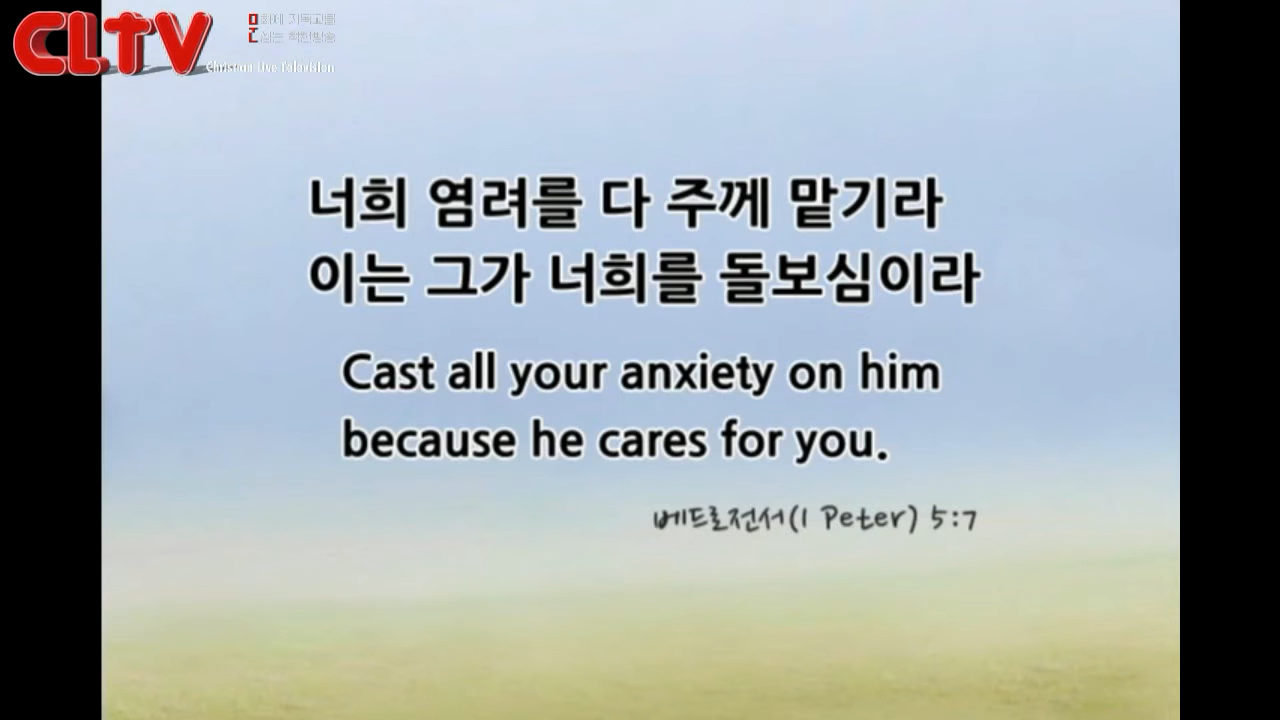 CLTV
Christian Live Television
너희 염려를 다 주께 맡기라
이는 그가 너희를 돌보심이라
Cast all your anxiety on him
because he cares for you.
베드로전서(1 Peter) 5:7